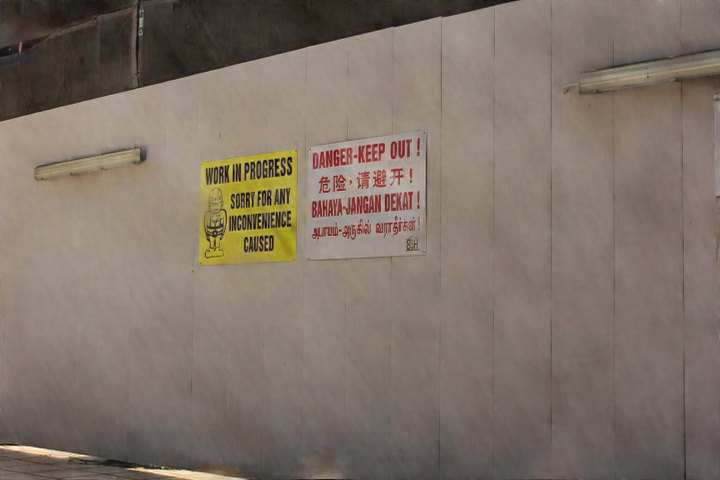 WORK IN PROGRESS
SORRY FOR ANY
INCONVENIENCE
CAUSED
DANGER-KEEP OUT !
危险，请避开！
BAHAYA-JANGAN DEKAT !
அபாயம்-அருகில் வராதீர்கள் !